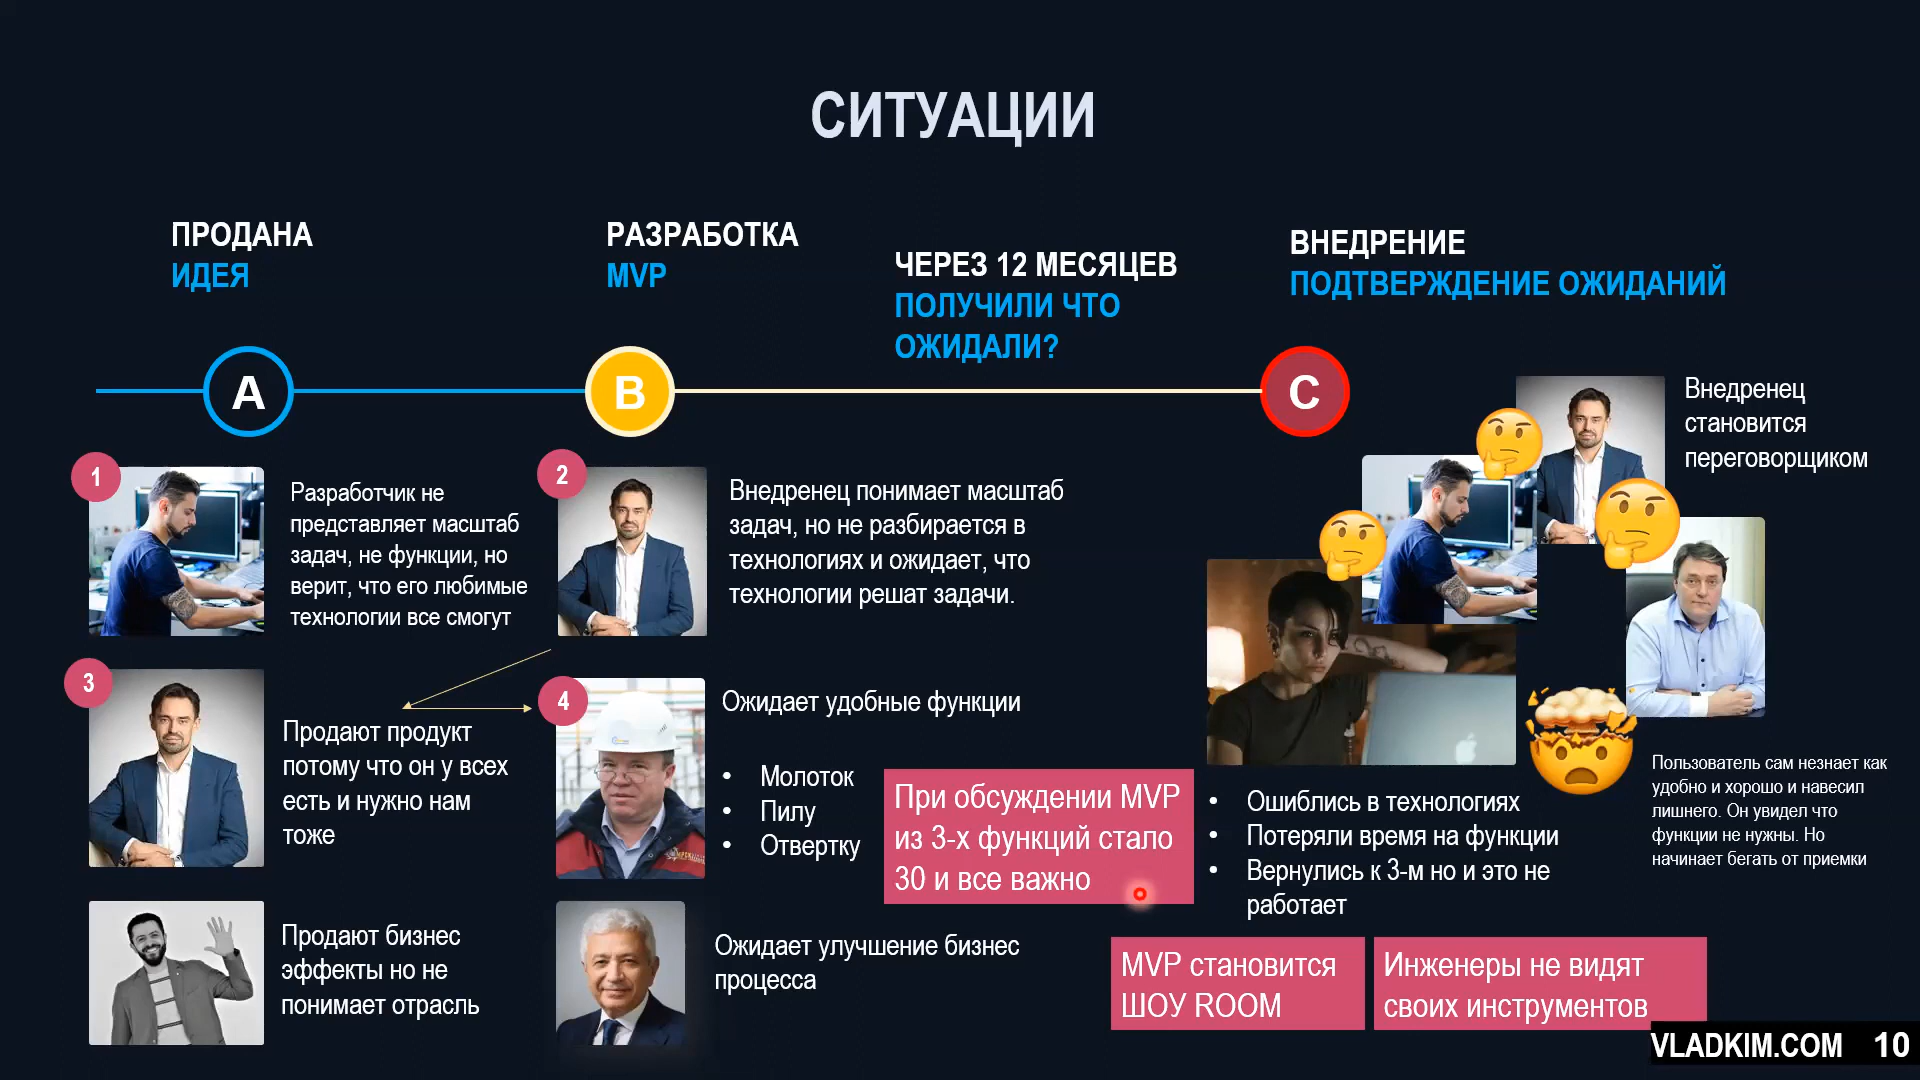 СИТУАЦИИ
ПРОДАНА
ИДЕЯ
РАЗРАБОТКА
MVP
ЧЕРЕЗ 12 МЕСЯЦЕВ
ПОЛУЧИЛИ ЧТО
ОЖИДАЛИ?
ВНЕДРЕНИЕ
ПОДТВЕРЖДЕНИЕ ОЖИДАНИЙ
A
B
C
1
Разработчик не
представляет масштаб
задач, не функции, но
верит, что его любимые
технологии все смогут
2
Внедренец понимает масштаб
задач, но не разбирается в
технологиях и ожидает, что
технологии решат задачи.
3
Продают продукт
потому что он у всех
есть и нужно нам
тоже
4
Ожидает удобные функции
• Молоток
• Пилу
• Отвертку
При обсуждении MVP
из 3-х функций стало
30 и все важно
Продают бизнес
эффекты но не
понимает отрасль
Ожидает улучшение бизнес
процесса
Внедренец
становится
переговорщиком
• Ошиблись в технологиях
• Потеряли время на функции
• Вернулись к 3-м но и это не
работает
Пользователь сам незнает как
удобно и хорошо и навесил
лишнего. Он увидел что
функции не нужны. Но
начинает бегать от приемки
MVP становится
ШОУ ROOM
Инженеры не видят
своих инструментов
VLADKIM.COM 10